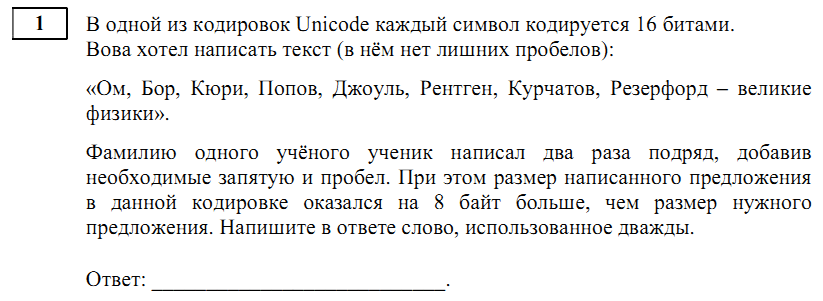 1 В одной из кодировок Unicode каждый символ кодируется 16 битами.
Вова хотел написать текст (в нём нет лишних пробелов):
«Ом, Бор, Кюри, Попов, Джоуль, Рентген, Курчатов, Резерфорд – великие
физики».
Фамилию одного учёного ученик написал два раза подряд, добавив
необходимые запятую и пробел. При этом размер написанного предложения
в данной кодировке оказался на 8 байт больше, чем размер нужного
предложения. Напишите в ответе слово, использованное дважды.
Ответ: ___________________________.